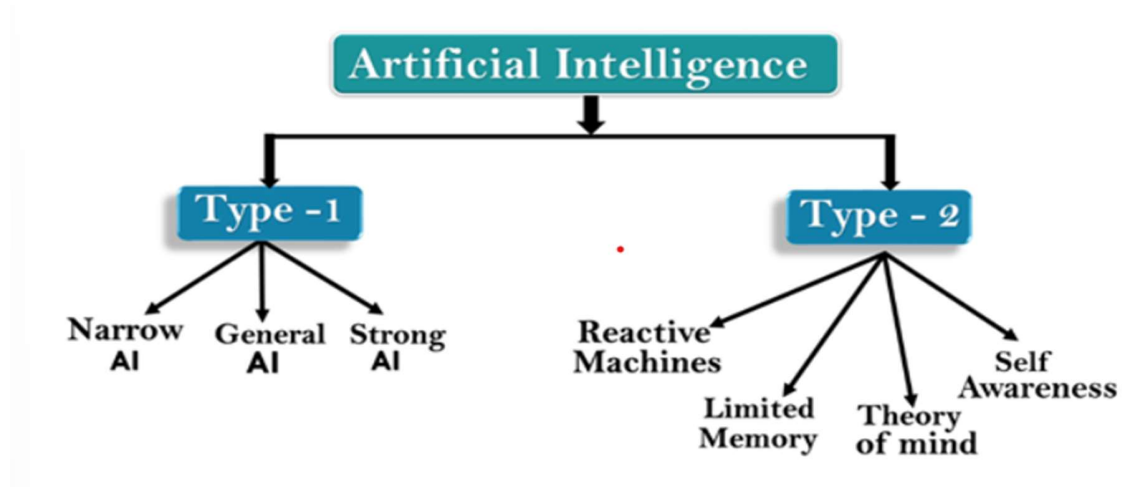 Artificial Intelligence
Type -1
Type - 2
Narrow
AI
General
AI
Strong
AI
Reactive
Machines
Limited
Memory
Theory
of mind
Self
Awareness